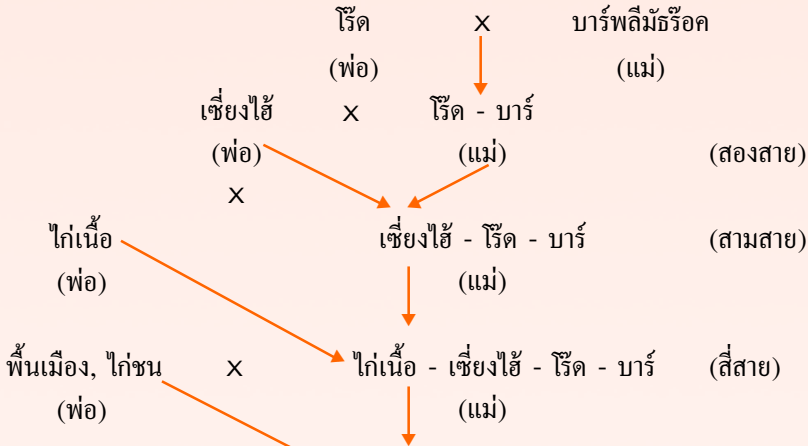 โร๊ด x บาร์พลีมัธร๊อค
(พ่อ) (แม่)
เซี่ยงไฮ้ x โร๊ด - บาร์
(พ่อ) (แม่) (สองสาย)
x
ไก่เนื้อ เซี่ยงไฮ้ - โร๊ด - บาร์ (สามสาย)
(พ่อ) (แม่)
พื้นเมือง, ไก่ชน x ไก่เนื้อ - เซี่ยงไฮ้ - โร๊ด - บาร์ (สี่สาย)
(พ่อ) (แม่)